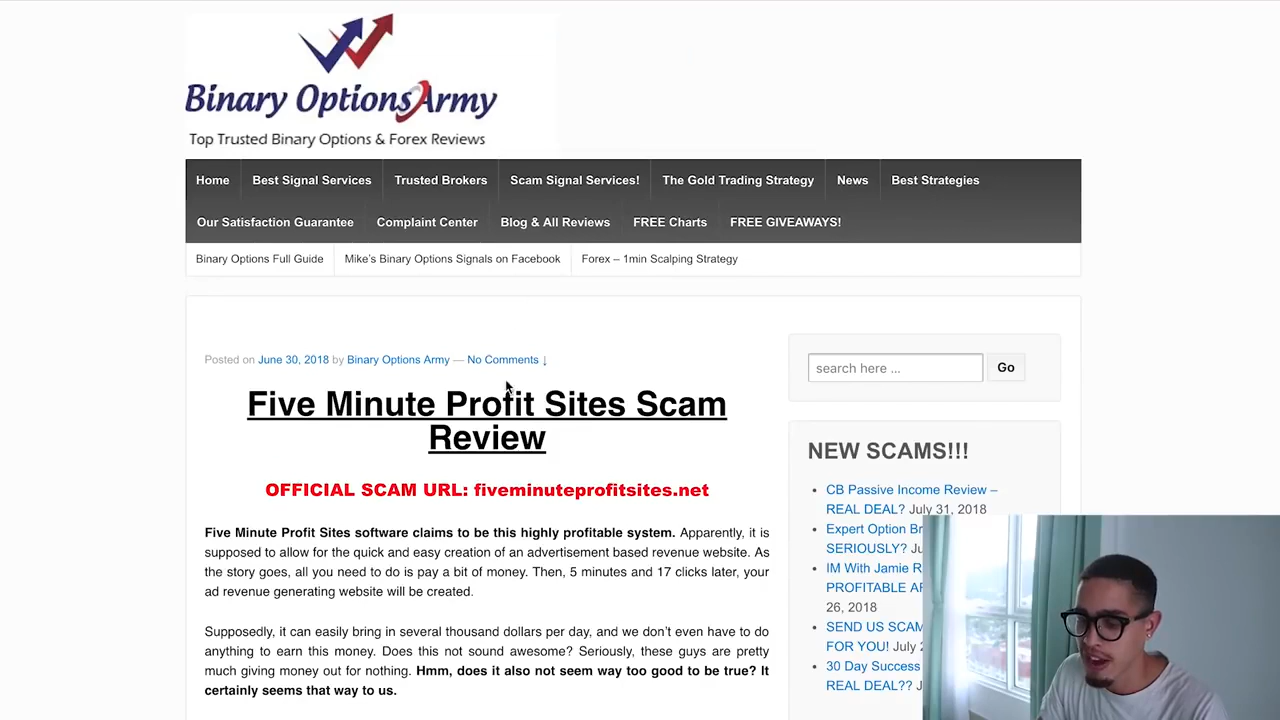 Binary Options Army
Top Trusted Binary Options & Forex Reviews
Home Best Signal Services Trusted Brokers Scam Signal Services! The Gold Trading Strategy News Best Strategies
Our Satisfaction Guarantee Complaint Center Blog & All Reviews FREE Charts FREE GIVEAWAYS!
Binary Options Full Guide Mike's Binary Options Signals on Facebook Forex – 1min Scalping Strategy
Posted on June 30, 2018 by Binary Options Army — No Comments ↓
Five Minute Profit Sites Scam
Review
OFFICIAL SCAM URL: fiveminuteprofitsites.net
Five Minute Profit Sites software claims to be this highly profitable system. Apparently, it is
supposed to allow for the quick and easy creation of an advertisement based revenue website. As
the story goes, all you need to do is pay a bit of money. Then, 5 minutes and 17 clicks later, your
ad revenue generating website will be created.
Supposedly, it can easily bring in several thousand dollars per day, and we don't even have to do
anything to earn this money. Does this not sound awesome? Seriously, these guys are pretty
much giving money out for nothing. Hmm, does it also not seem way too good to be true? It
certainly seems that way to us.
search here ... Go
NEW SCAMS!!!
CB Passive Income Review –
REAL DEAL? July 31, 2018
Expert Option
SERIOUSLY?
IM With Jamie
PROFITABLE
26, 2018
SEND US SCAM
FOR YOU!
30 Day Success
REAL DEAL??